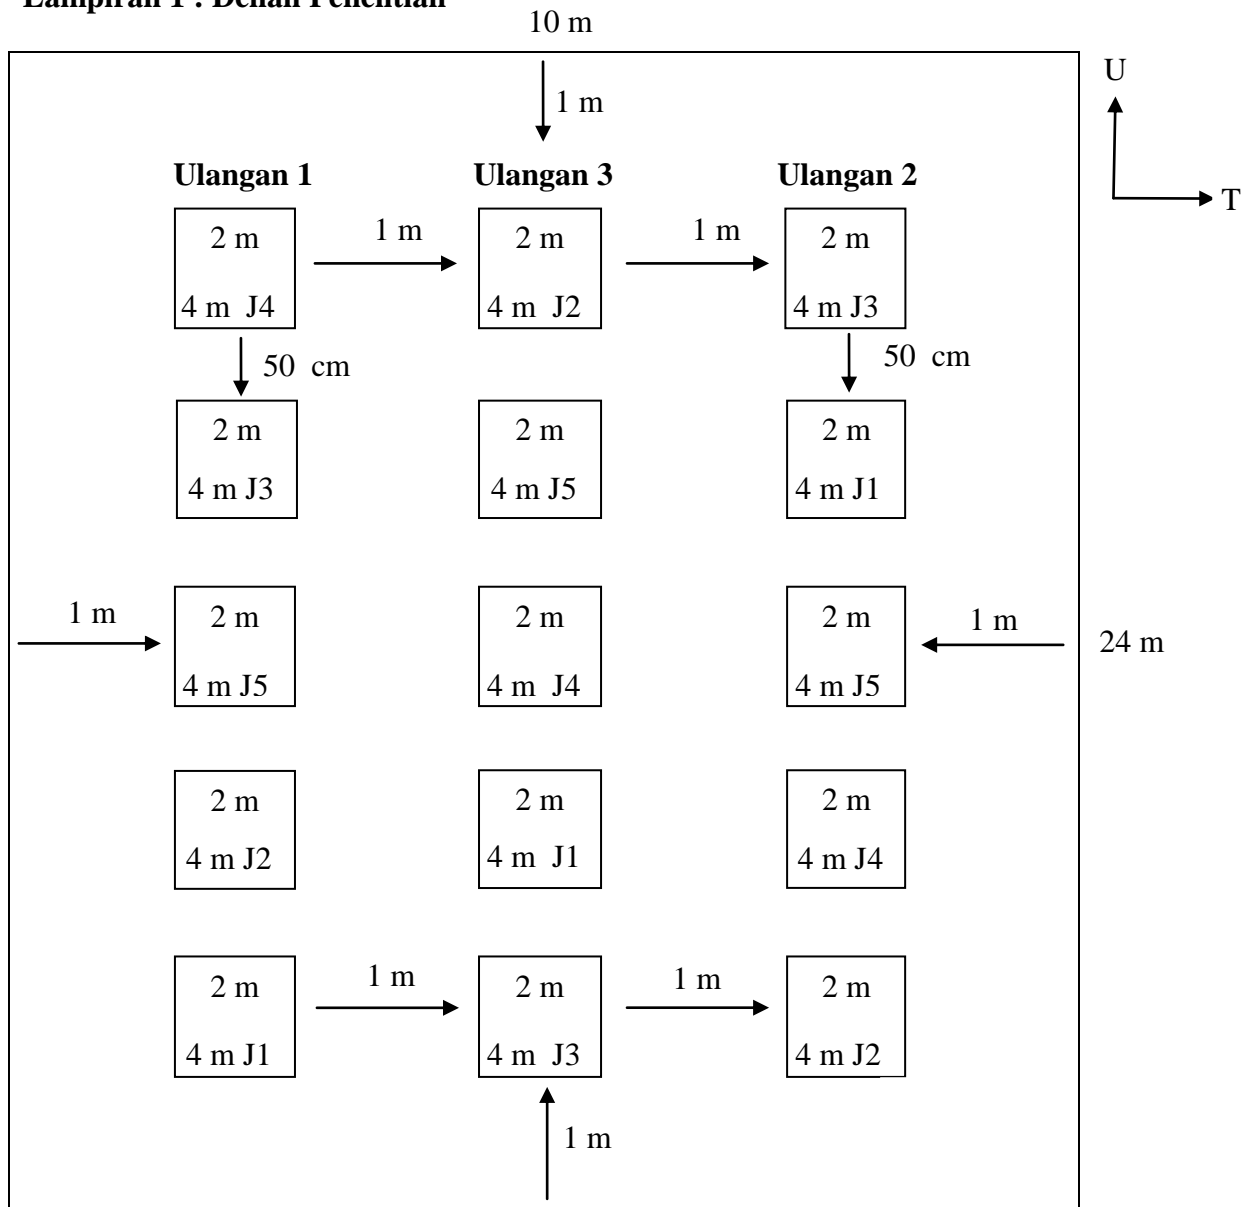 Lampiran 1 : Denah Penelitian
10 m
U
1 m
T
Ulangan 1 Ulangan 3 Ulangan 2
2 m 1 m 2 m 1 m 2 m
4 m J4 4 m J2 4 m J3
50 cm 50 cm
2 m 2 m 2 m
4 m J3 4 m J5 4 m J1
1 m 2 m 2 m 2 m 1 m
24 m
4 m J5 4 m J4 4 m J5
2 m 2 m 2 m
4 m J2 4 m J1 4 m J4
2 m 1 m 2 m 1 m 2 m
4 m J1 4 m J3 4 m J2
1 m